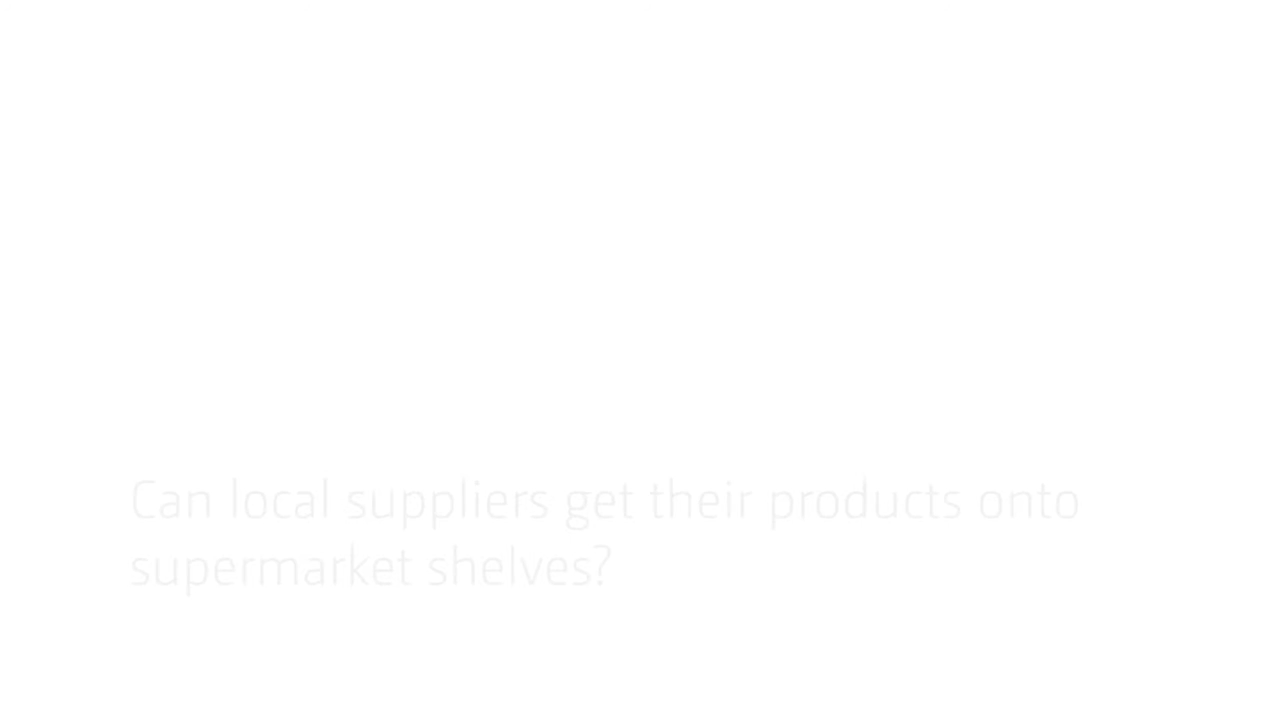 Can local suppliers get their products onto
supermarket shelves?